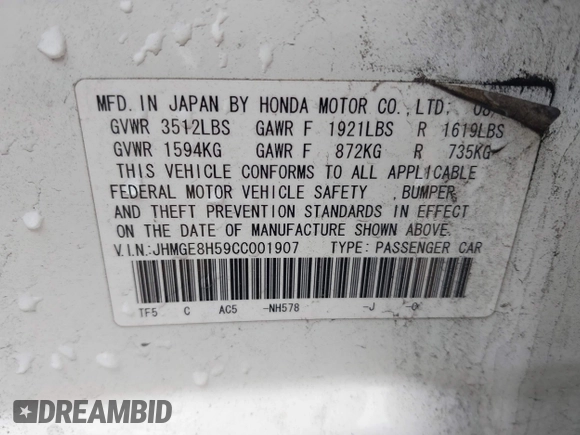 MFD. IN JAPAN BY HONDA MOTOR CO., LTD;
GVWR 3512LBS GAWR F 1921LBS R 1619LBS
GVWR 1594KG GAWR F 872KG R 735KG
THIS VEHICLE CONFORMS TO ALL APPLICABLE
FEDERAL MOTOR VEHICLE SAFETY , BUMPER,
AND THEFT PREVENTION STANDARDS IN EFFECT
ON THE DATE OF MANUFACTURE SHOWN ABOVE.
V.I.N.:JHMGE8H59CC001907 TYPE: PASSENGER CAR
TF5 C AC5 -NH578 -J
DREAMBID